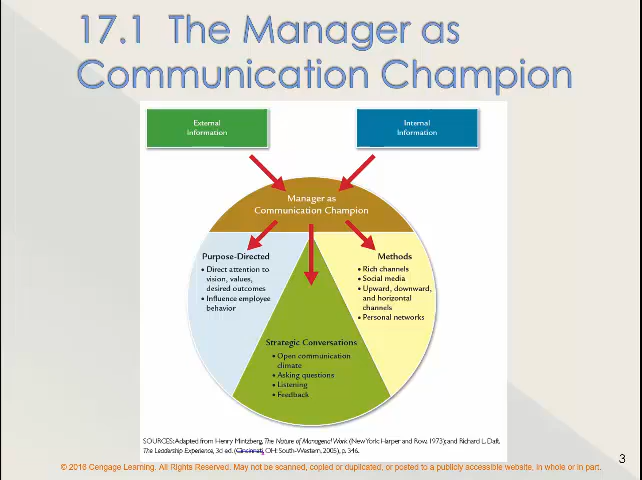 17.1 The Manager as
Communication Champion
External
Information
Internal
Information
Manager as
Communication Champion
Purpose-Directed
• Direct attention to
vision, values,
desired outcomes
• Influence employee
behavior
Methods
• Rich channels
• Social media
• Upward, downward,
and horizontal
channels
• Personal networks
Strategic Conversations
• Open communication
climate
• Asking questions
• Listening
• Feedback
SOURCES: Adapted from Henry Mintzberg, The Nature of Managerial Work (New York: Harper and Row, 1973); and Richard L. Daft,
The Leadership Experience, 3d ed. (Cincinnati, OH: South-Western, 2005), p. 346.
3
© 2016 Cengage Learning. All Rights Reserved. May not be scanned, copied or duplicated, or posted to a publicly accessible website, in whole or in part.